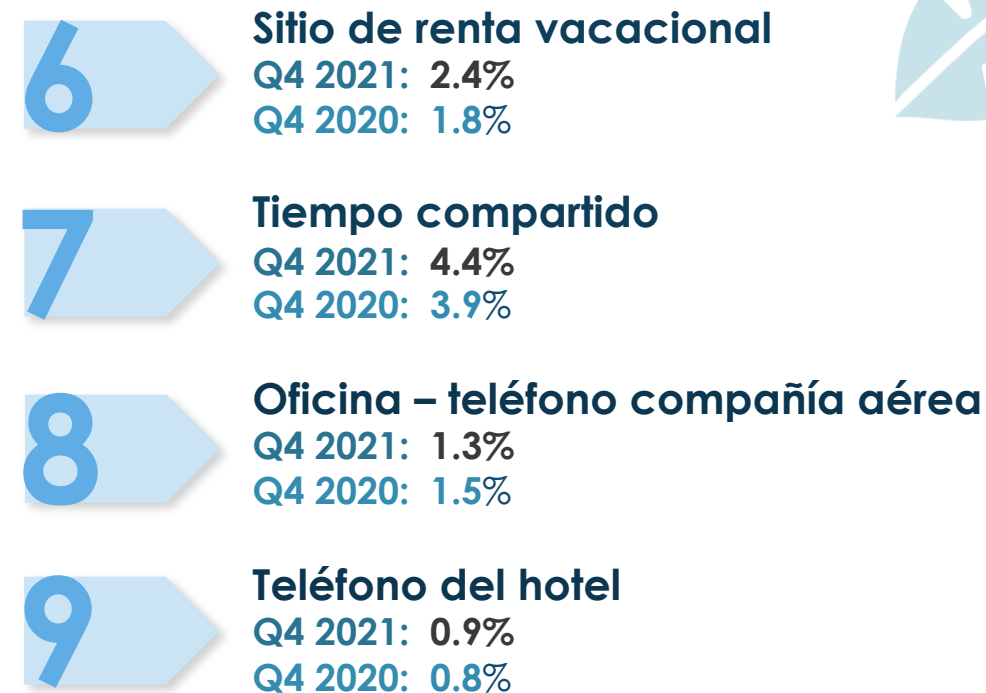 6
Sitio de renta vacacional
Q4 2021: 2.4%
Q4 2020: 1.8%
7
Tiempo compartido
Q4 2021: 4.4%
Q4 2020: 3.9%
8
Oficina – teléfono compañía aérea
Q4 2021: 1.3%
Q4 2020: 1.5%
9
Teléfono del hotel
Q4 2021: 0.9%
Q4 2020: 0.8%